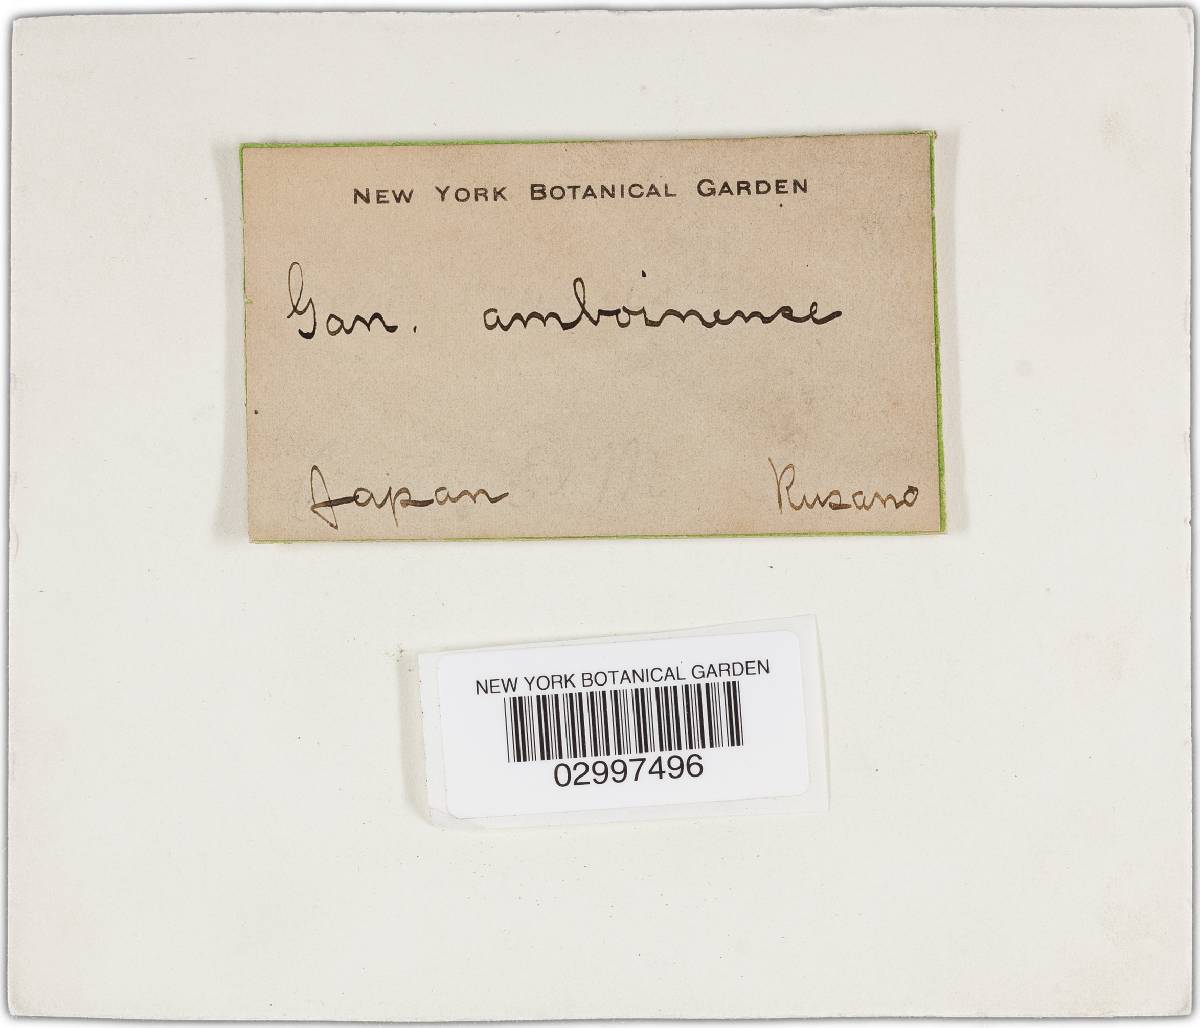 NEW YORK BOTANICAL GARDEN
Gan. amboinense
Japan Kusano
NEW YORK BOTANICAL GARDEN
02997496